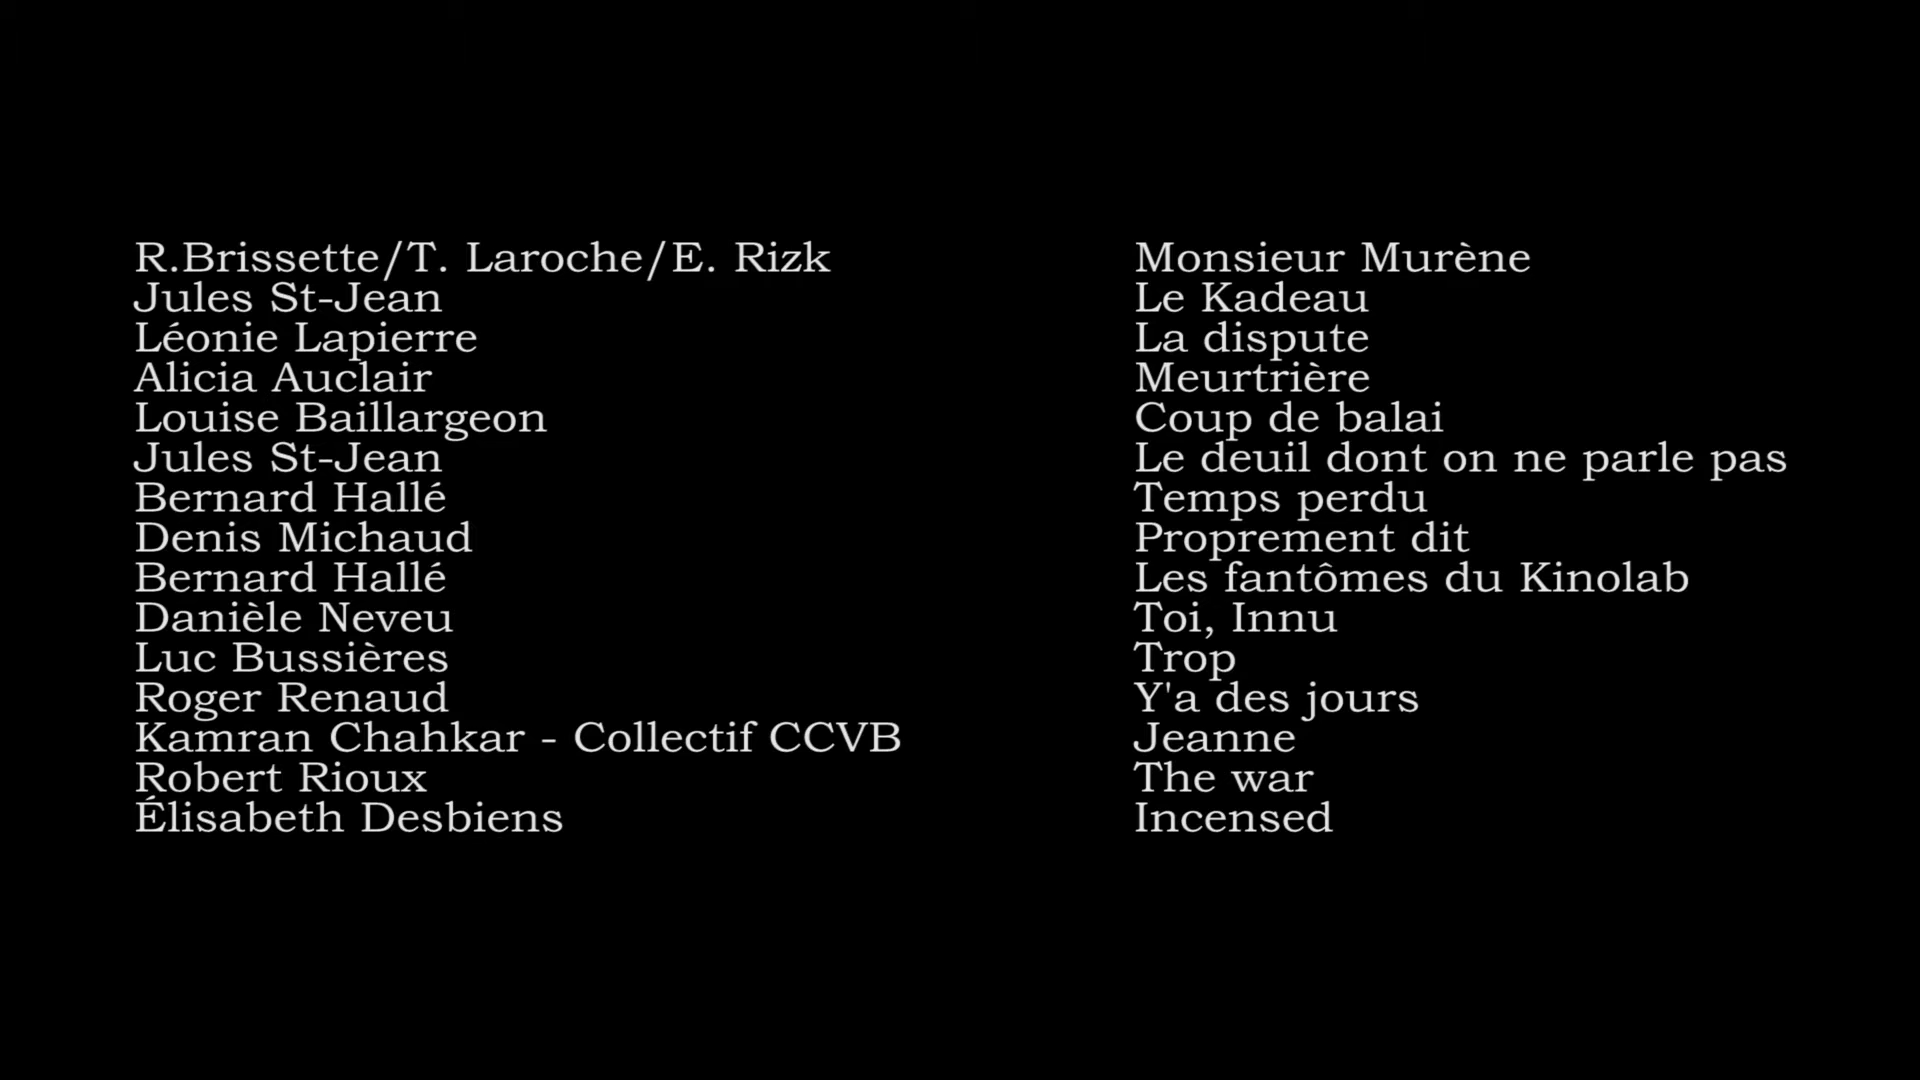 R.Brissette/T. Laroche/E. Rizk Monsieur Murène
Jules St-Jean Le Kadeau
Léonie Lapierre La dispute
Alicia Auclair Meurtrière
Louise Baillargeon Coup de balai
Jules St-Jean Le deuil dont on ne parle pas
Bernard Hallé Temps perdu
Denis Michaud Proprement dit
Bernard Hallé Les fantômes du Kinolab
Danièle Neveu Toi, Innu
Luc Bussières Trop
Roger Renaud Y'a des jours
Kamran Chahkar - Collectif CCVB Jeanne
Robert Rioux The war
Élisabeth Desbiens Incensed